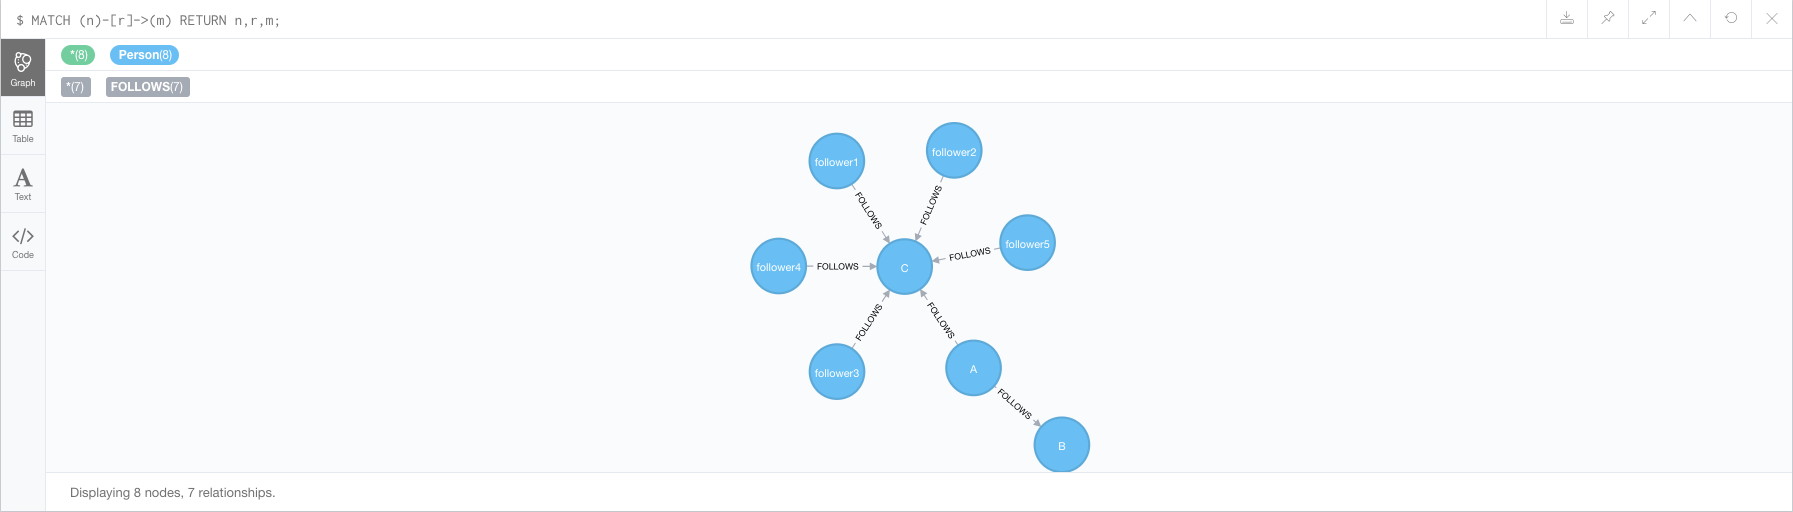 $ MATCH (n)-[r]->(m) RETURN n,r,m;
*(8) Person(8)
*(7) FOLLOWS(7)
Graph
Table
Text
Code
follower1
follower2
FOLLOWS
FOLLOWS
follower5
FOLLOWS
follower4
FOLLOWS
C
FOLLOWS
FOLLOWS
follower3
A
FOLLOWS
B
Displaying 8 nodes, 7 relationships.